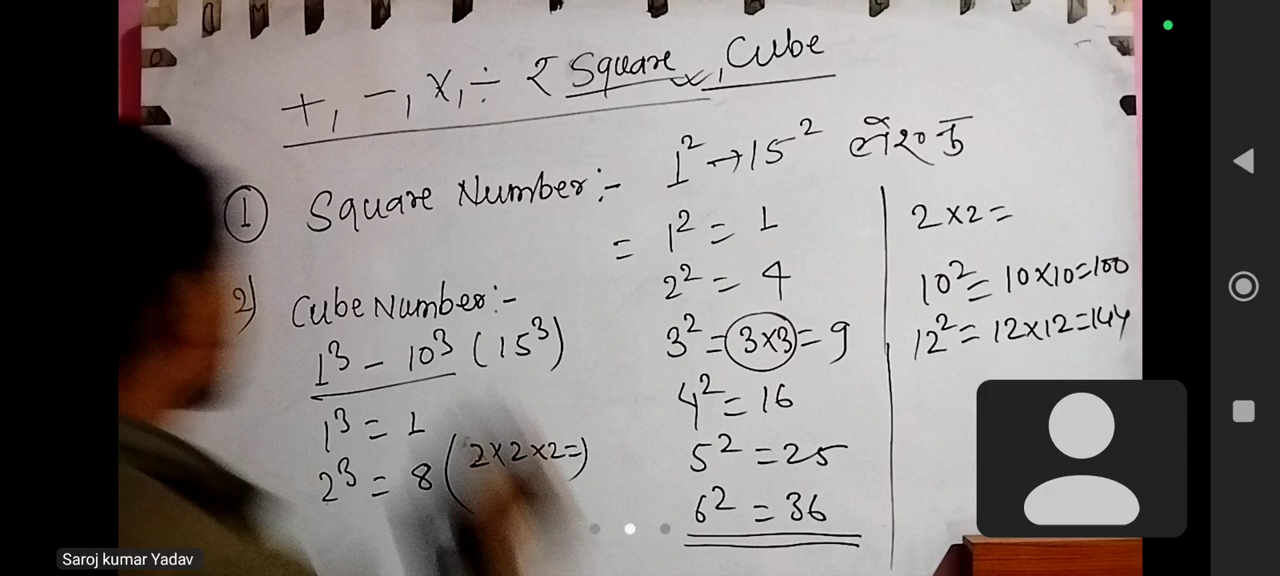 +, -, X, ÷ २ Square, Cube
① Square Number:- 1² → 15²
= 1² = 1
2² = 4
3² = 3×3 = 9
4² = 16
5² = 25
6² = 36
2×2=
10² = 10×10=100
12² = 12×12=144
2) Cube Number:-
1³ - 10³ (15³)
1³ = 1
2³ = 8 (2×2×2=)
Saroj kumar Yadav